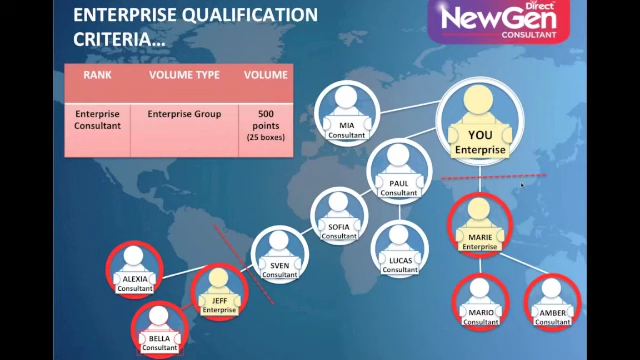 ENTERPRISE QUALIFICATION
CRITERIA...
Direct
NewGen
CONSULTANT
RANK VOLUME TYPE VOLUME
Enterprise Enterprise Group 500
Consultant points
(25 boxes)
MIA
Consultant
YOU
Enterprise
PAUL
Consultant
SOFIA
Consultant
MARIE
Enterprise
LUCAS
Consultant
SVEN
Consultant
ALEXIA
Consultant
JEFF
Enterprise
MARIO
Consultant
AMBER
Consultant
BELLA
Consultant